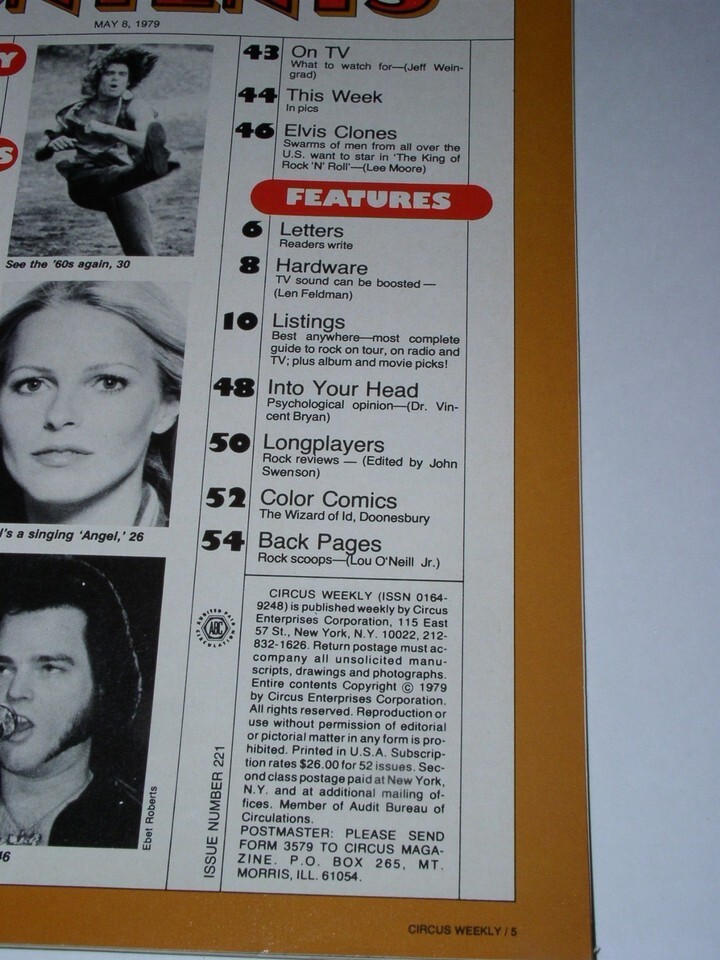 MAY 8, 1979
Y
S
See the '60s again, 30
l's a singing 'Angel,' 26
Ebet Roberts
46
43 On TV
What to watch for—(Jeff Wein-
grad)
44 This Week
In pics
46 Elvis Clones
Swarms of men from all over the
U.S. want to star in 'The King of
Rock 'N' Roll'—(Lee Moore)
FEATURES
6 Letters
Readers write
8 Hardware
TV sound can be boosted —
(Len Feldman)
10 Listings
Best anywhere—most complete
guide to rock on tour, on radio and
TV; plus album and movie picks!
48 Into Your Head
Psychological opinion—(Dr. Vin-
cent Bryan)
50 Longplayers
Rock reviews — (Edited by John
Swenson)
52 Color Comics
The Wizard of Id, Doonesbury
54 Back Pages
Rock scoops—(Lou O'Neill Jr.)
AUDITED PAID
ABC
CIRCULATION
ISSUE NUMBER 221
CIRCUS WEEKLY (ISSN 0164-
9248) is published weekly by Circus
Enterprises Corporation, 115 East
57 St., New York, N.Y. 10022, 212-
832-1626. Return postage must ac-
company all unsolicited manu-
scripts, drawings and photographs.
Entire contents Copyright © 1979
by Circus Enterprises Corporation.
All rights reserved. Reproduction or
use without permission of editorial
or pictorial matter in any form is pro-
hibited. Printed in U.S.A. Subscrip-
tion rates $26.00 for 52 issues. Sec-
ond class postage paid at New York,
N.Y. and at additional mailing of-
fices. Member of Audit Bureau of
Circulations.
POSTMASTER: PLEASE SEND
FORM 3579 TO CIRCUS MAGA-
ZINE. P.O. BOX 265, MT.
MORRIS, ILL. 61054.
CIRCUS WEEKLY / 5